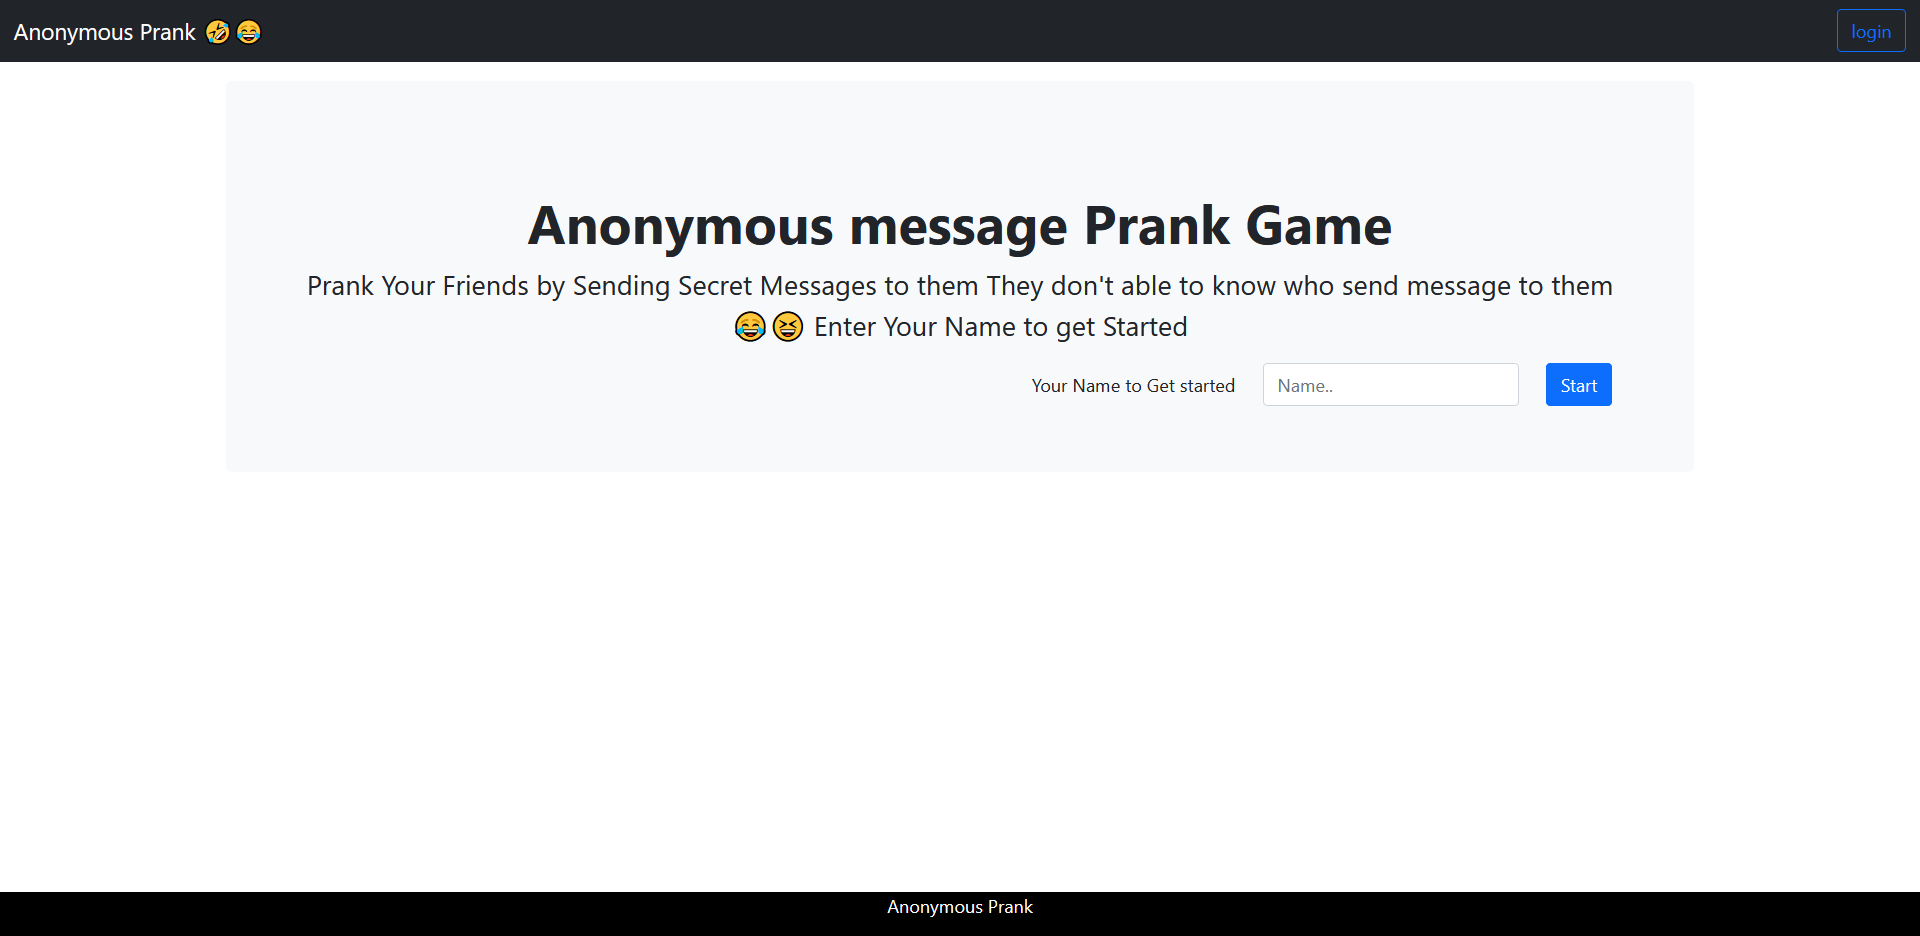 Anonymous Prank 🤣😂
login
Anonymous message Prank Game
Prank Your Friends by Sending Secret Messages to them They don't able to know who send message to them
😂😆 Enter Your Name to get Started
Your Name to Get started
Name..
Start
Anonymous Prank